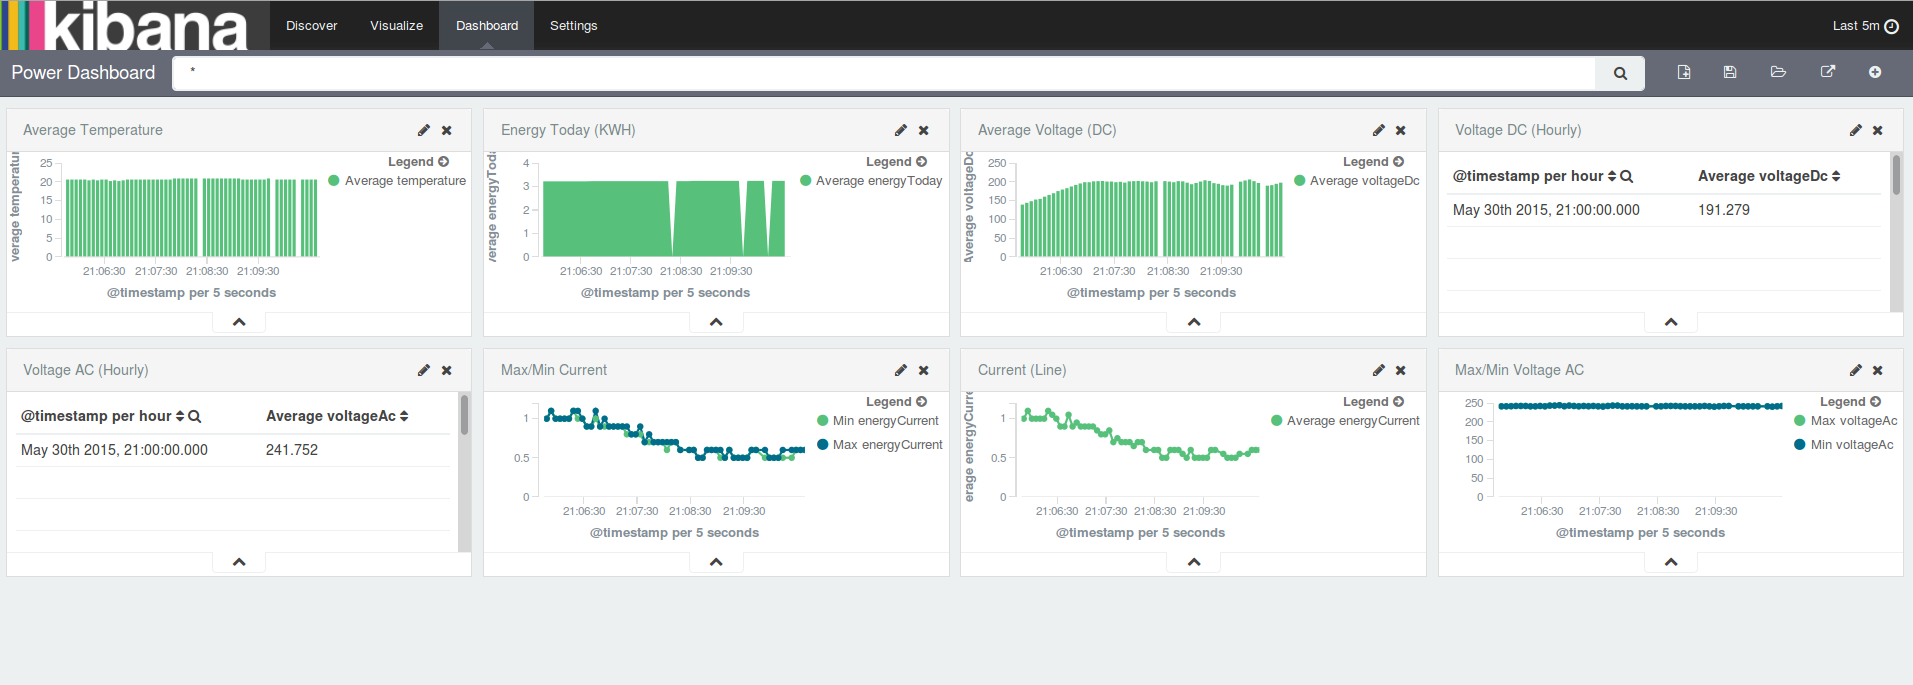 kibana
Discover Visualize Dashboard Settings
Last 5m
Power Dashboard
*
Average Temperature
verage temperatur
25
20
15
10
5
0
21:06:30 21:07:30 21:08:30 21:09:30
@timestamp per 5 seconds
Legend
Average temperature
Energy Today (KWH)
verage energyToda
4
3
2
1
0
21:06:30 21:07:30 21:08:30 21:09:30
@timestamp per 5 seconds
Legend
Average energyToday
Average Voltage (DC)
Average voltageDc
250
200
150
100
50
0
21:06:30 21:07:30 21:08:30 21:09:30
@timestamp per 5 seconds
Legend
Average voltageDc
Voltage DC (Hourly)
@timestamp per hour Average voltageDc
May 30th 2015, 21:00:00.000 191.279
Voltage AC (Hourly)
@timestamp per hour Average voltageAc
May 30th 2015, 21:00:00.000 241.752
Max/Min Current
1
0.5
0
21:06:30 21:07:30 21:08:30 21:09:30
@timestamp per 5 seconds
Legend
Min energyCurrent
Max energyCurrent
Current (Line)
erage energyCurre
1
0.5
0
21:06:30 21:07:30 21:08:30 21:09:30
@timestamp per 5 seconds
Legend
Average energyCurrent
Max/Min Voltage AC
250
200
150
100
50
0
21:06:30 21:07:30 21:08:30 21:09:30
@timestamp per 5 seconds
Legend
Max voltageAc
Min voltageAc